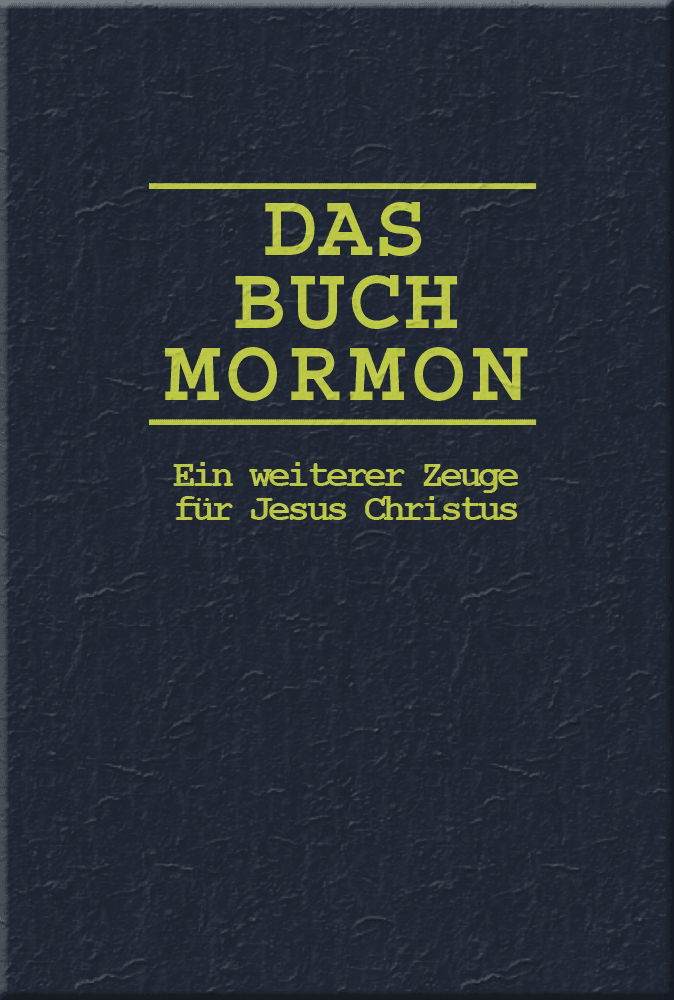 DAS
BUCH
MORMON
Ein weiterer Zeuge
für Jesus Christus